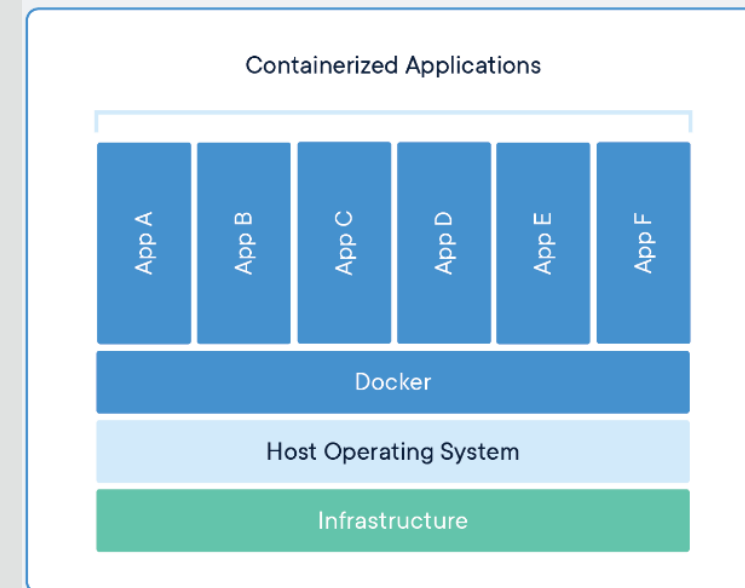 Containerized Applications
App A
App B
App C
App D
App E
App F
Docker
Host Operating System
Infrastructure